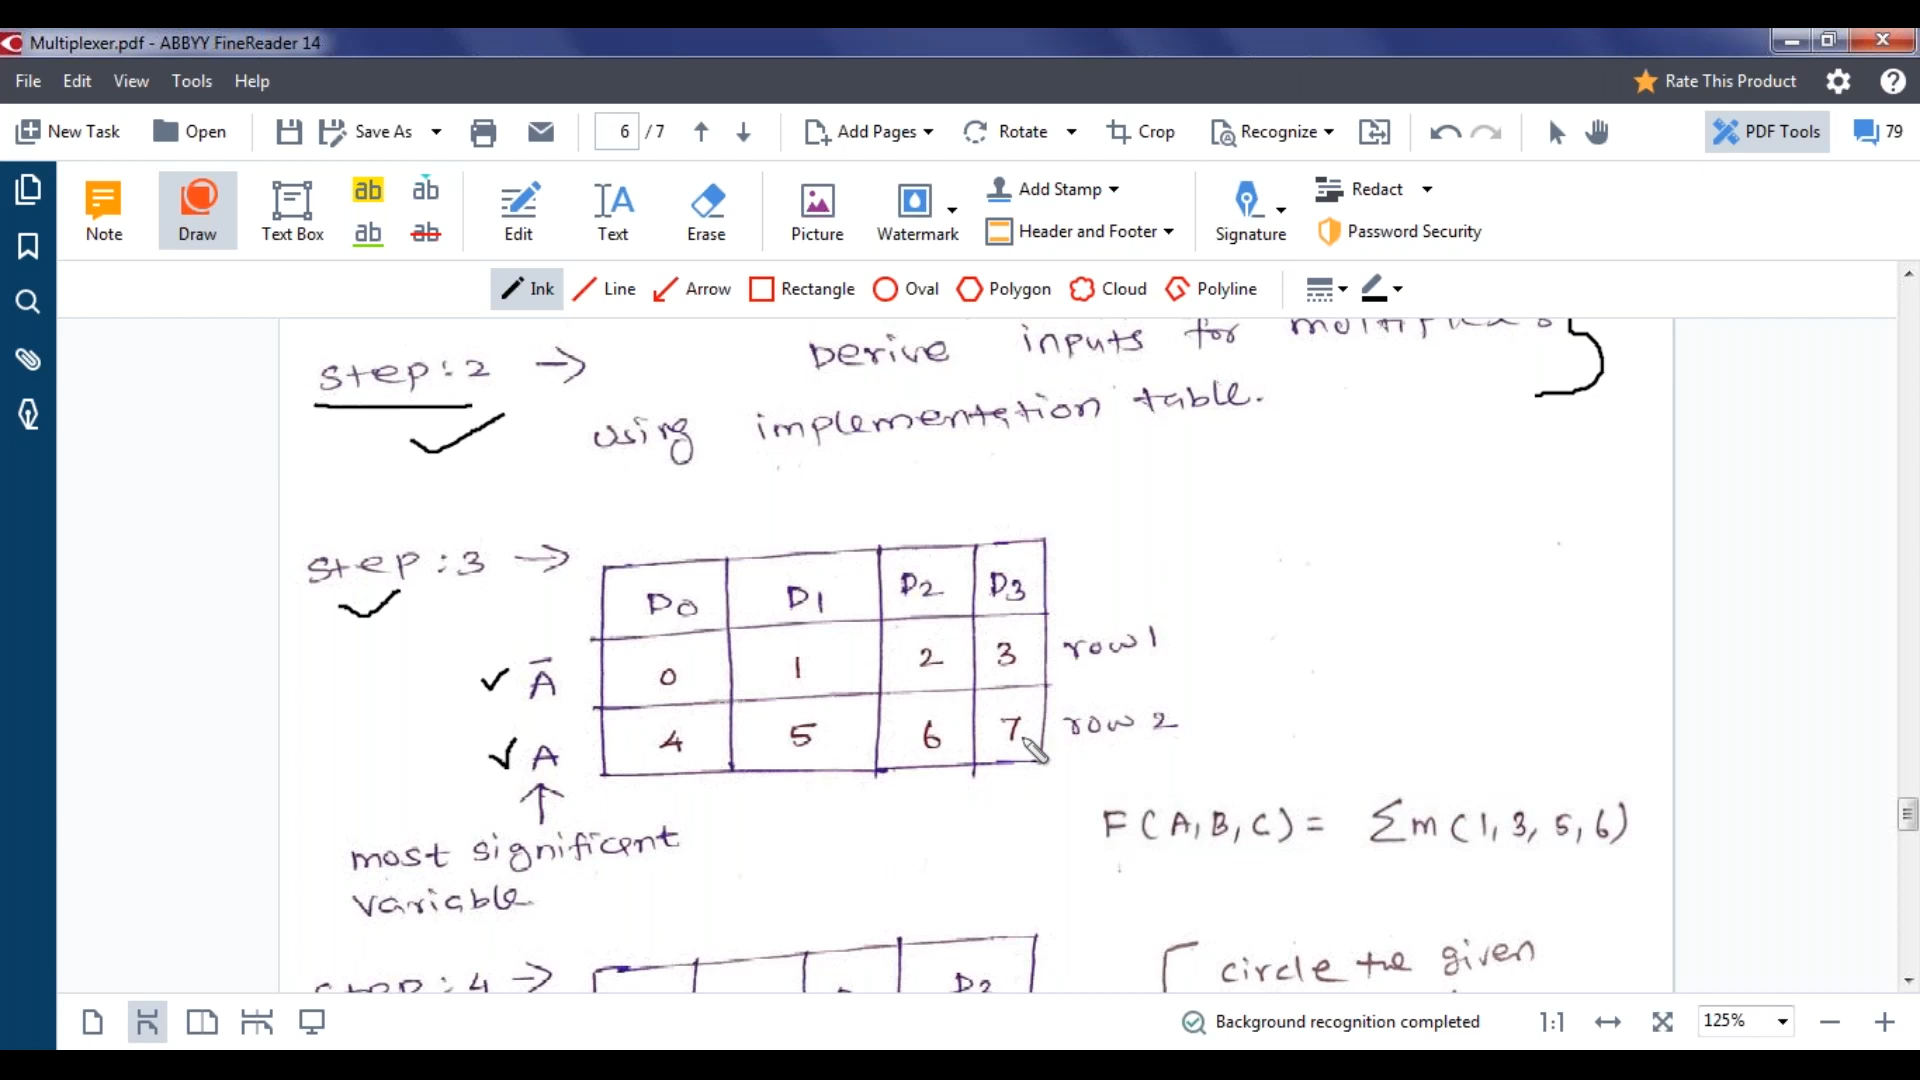 Multiplexer.pdf - ABBYY FineReader 14
File Edit View Tools Help Rate This Product
New Task Open Save As 6 / 7 Add Pages Rotate Crop Recognize PDF Tools 79
Note Draw Text Box ab ab ab ab Edit Text Erase Picture Watermark Add Stamp Header and Footer Signature Redact Password Security
Ink Line Arrow Rectangle Oval Polygon Cloud Polyline
Step:2 → Derive inputs for
using implementation table.
Step:3 →
D0 D1 D2 D3
Ā 0 1 2 3 row 1
A 4 5 6 7 row 2
most significant
variable.
F(A,B,C) = Σm(1,3,5,6)
circle the given
Background recognition completed 1:1 125%